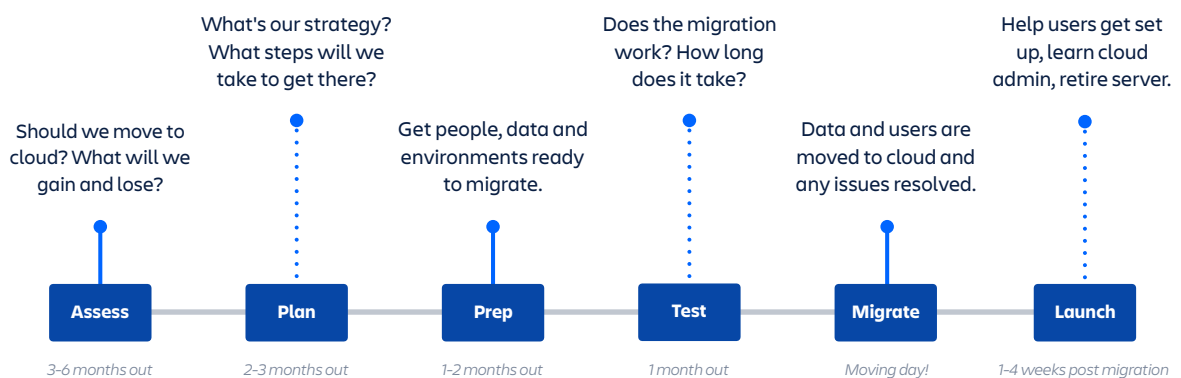 What's our strategy?
What steps will we
take to get there?
Does the migration
work? How long
does it take?
Help users get set
up, learn cloud
admin, retire server.
Should we move to
cloud? What will we
gain and lose?
Get people, data and
environments ready
to migrate.
Data and users are
moved to cloud and
any issues resolved.
Assess
Plan
Prep
Test
Migrate
Launch
3-6 months out
2-3 months out
1-2 months out
1 month out
Moving day!
1-4 weeks post migration